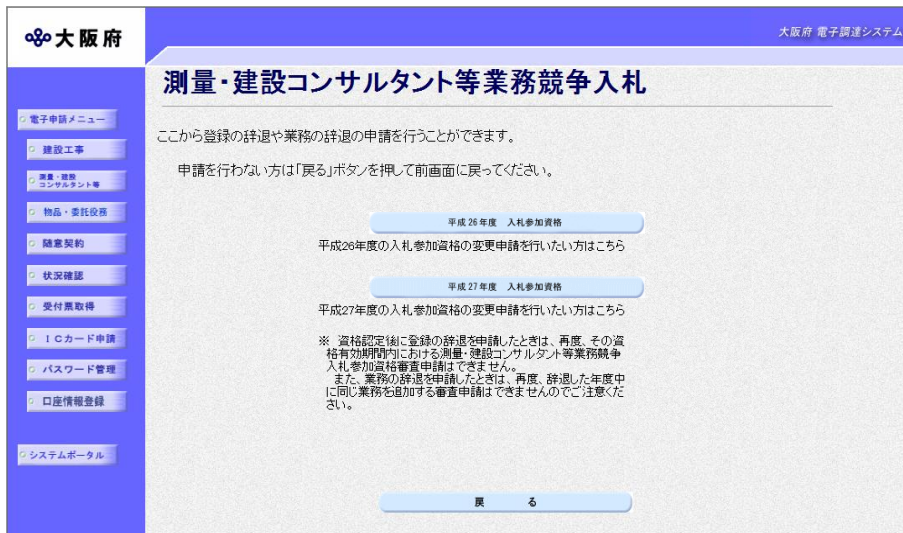 大阪府
大阪府 電子調達システム
測量・建設コンサルタント等業務競争入札
電子申請メニュー
建設工事
測量・建設
コンサルタント等
物品・委託役務
随意契約
状況確認
受付票取得
ICカード申請
パスワード管理
口座情報登録
システムポータル
ここから登録の辞退や業務の辞退の申請を行うことができます。
申請を行わない方は「戻る」ボタンを押して前画面に戻ってください。
平成26年度 入札参加資格
平成26年度の入札参加資格の変更申請を行いたい方はこちら
平成27年度 入札参加資格
平成27年度の入札参加資格の変更申請を行いたい方はこちら
※ 資格認定後に登録の辞退を申請したときは、再度、その資
格有効期間内における測量・建設コンサルタント等業務競争
入札参加資格審査申請はできません。
また、業務の辞退を申請したときは、再度、辞退した年度中
に同じ業務を追加する審査申請はできませんのでご注意くだ
さい。
戻 る